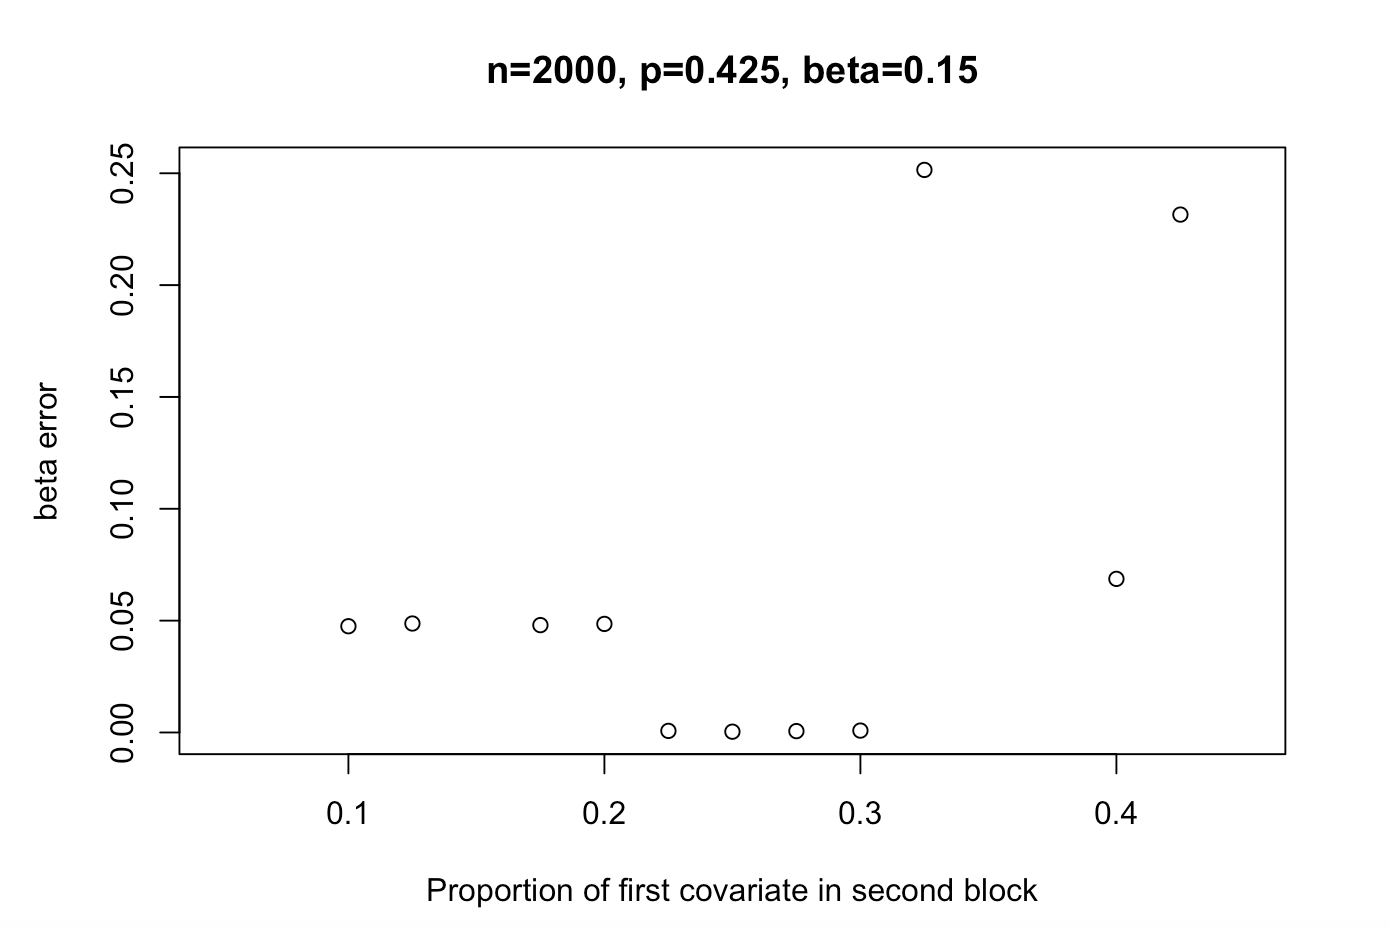 n=2000, p=0.425, beta=0.15
beta error
0.25
0.20
0.15
0.10
0.05
0.00
0.1 0.2 0.3 0.4
Proportion of first covariate in second block